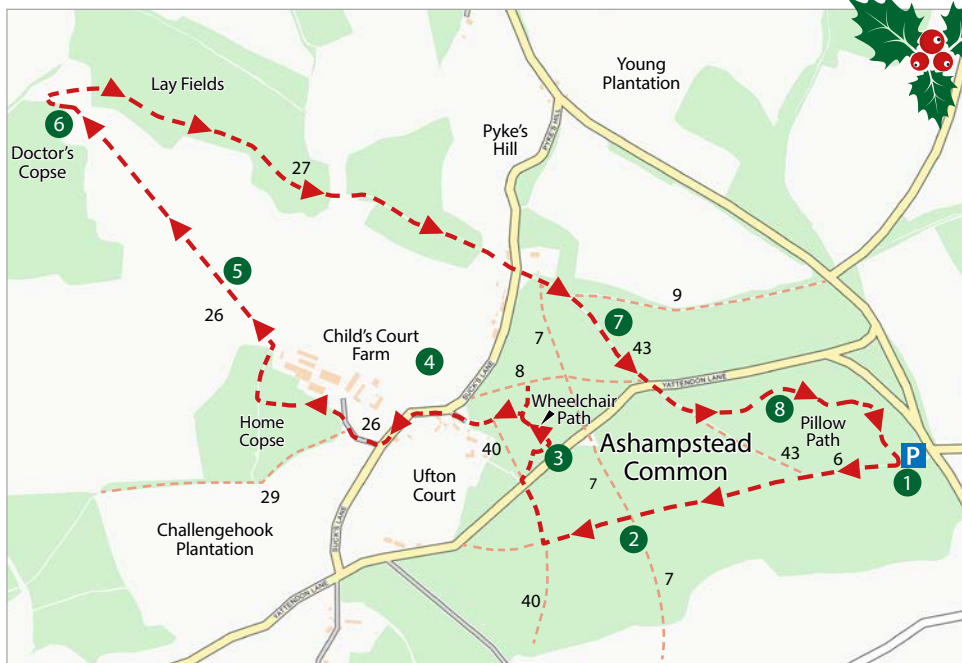 Lay Fields
Young
Plantation
6
Doctor's
Copse
Pyke's
Hill
PYKE'S HILL
27
5
26
9
7
7
43
Child's Court
Farm
4
BUCK'S LANE
8
YATTENDON LANE
Wheelchair
Path
8
Pillow Path
Home
Copse
26
40
3
Ashampstead
Common
43
6
P
1
29
Ufton
Court
7
2
Challengehook
Plantation
BUCK'S LANE
7
40
YATTENDON LANE